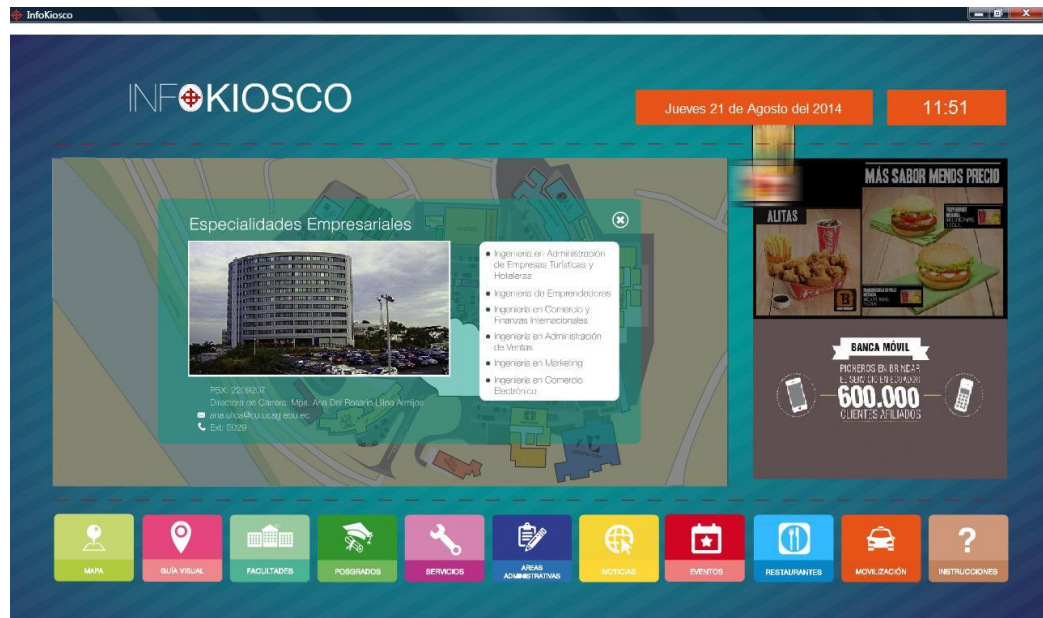 InfoKiosco
INFOKIOSCO
Jueves 21 de Agosto del 2014
11:51
Especialidades Empresariales
Ingeniería en Administración
de Empresas Turísticas y
Hoteleras
Ingeniería de Emprendedores
Ingeniería en Comercio y
Finanzas Internacionales
Ingeniería en Administración
de Ventas
Ingeniería en Marketing
Ingeniería en Comercio
Electrónico
PBX: 2209207
Directora de Carrera: Mgs. Ana Del Rosario Ulloa Armijos
Ext: 5029
MÁS SABOR MENOS PRECIO
ALITAS
BANCA MÓVIL
PIONEROS EN BRINDAR
EL SERVICIO EN ECUADOR
600.000
CLIENTES AFILIADOS
MAPA
GUÍA VISUAL
FACULTADES
POSGRADOS
SERVICIOS
AREAS
ADMINISTRATIVAS
NOTICIAS
EVENTOS
RESTAURANTES
MOVILIZACIÓN
INSTRUCCIONES